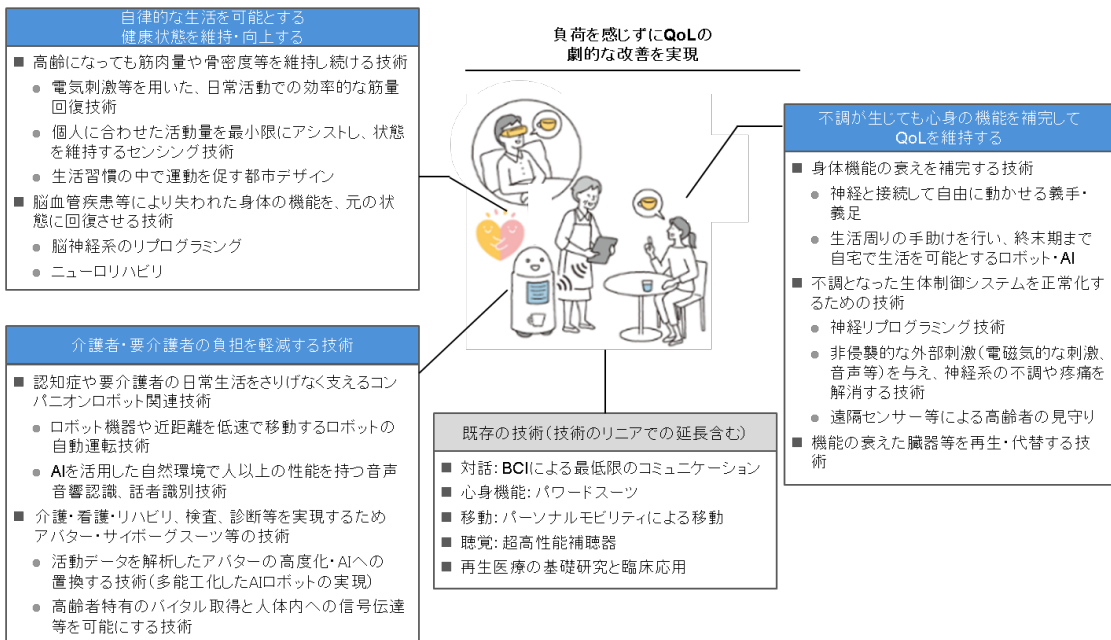 自律的な生活を可能とする
健康状態を維持・向上する
■ 高齢になっても筋肉量や骨密度等を維持し続ける技術
● 電気刺激等を用いた、日常活動での効率的な筋量
回復技術
● 個人に合わせた活動量を最小限にアシストし、状態
を維持するセンシング技術
● 生活習慣の中で運動を促す都市デザイン
■ 脳血管疾患等により失われた身体の機能を、元の状
態に回復させる技術
● 脳神経系のリプログラミング
● ニューロリハビリ
負荷を感じずにQoLの
劇的な改善を実現
不調が生じても心身の機能を補完して
QoLを維持する
■ 身体機能の衰えを補完する技術
● 神経と接続して自由に動かせる義手・
義足
● 生活周りの手助けを行い、終末期まで
自宅で生活を可能とするロボット・AI
■ 不調となった生体制御システムを正常化す
るための技術
● 神経リプログラミング技術
● 非侵襲的な外部刺激(電磁気的な刺激、
音声等)を与え、神経系の不調や疼痛を
解消する技術
● 遠隔センサー等による高齢者の見守り
■ 機能の衰えた臓器等を再生・代替する技
術
介護者・要介護者の負担を軽減する技術
■ 認知症や要介護者の日常生活をさりげなく支えるコン
パニオンロボット関連技術
● ロボット機器や近距離を低速で移動するロボットの
自動運転技術
● AIを活用した自然環境で人以上の性能を持つ音声
音響認識、話者識別技術
■ 介護・看護・リハビリ、検査、診断等を実現するため
アバター・サイボーグスーツ等の技術
● 活動データを解析したアバターの高度化・AIへの
置換する技術(多能工化したAIロボットの実現)
● 高齢者特有のバイタル取得と人体内への信号伝達
等を可能にする技術
既存の技術(技術のリニアでの延長含む)
■ 対話: BCIによる最低限のコミュニケーション
■ 心身機能: パワードスーツ
■ 移動: パーソナルモビリティによる移動
■ 聴覚: 超高性能補聴器
■ 再生医療の基礎研究と臨床応用